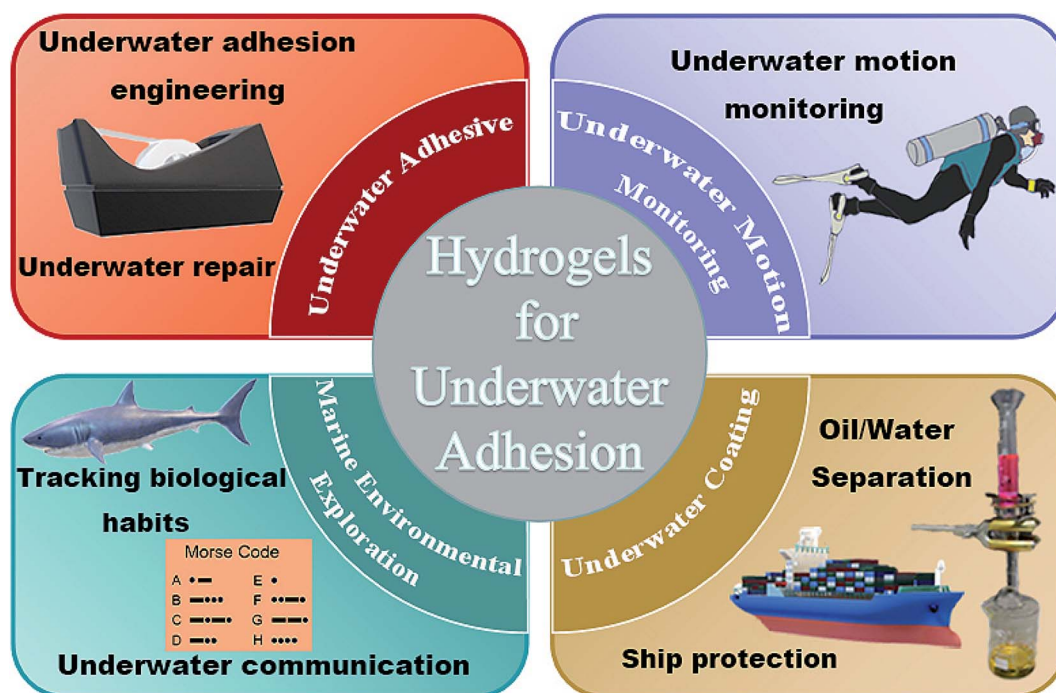 Underwater adhesion
engineering
Underwater repair
Underwater Adhesive
Underwater motion
monitoring
Underwater Motion
Monitoring
Hydrogels
for
Underwater
Adhesion
Tracking biological
habits
Morse Code
A •▬ E •
B ▬••• F ••▬•
C ▬•▬• G ▬▬•
D ▬•• H ••••
Underwater communication
Marine Environmental
Exploration
Underwater Coating
Oil/Water
Separation
Ship protection